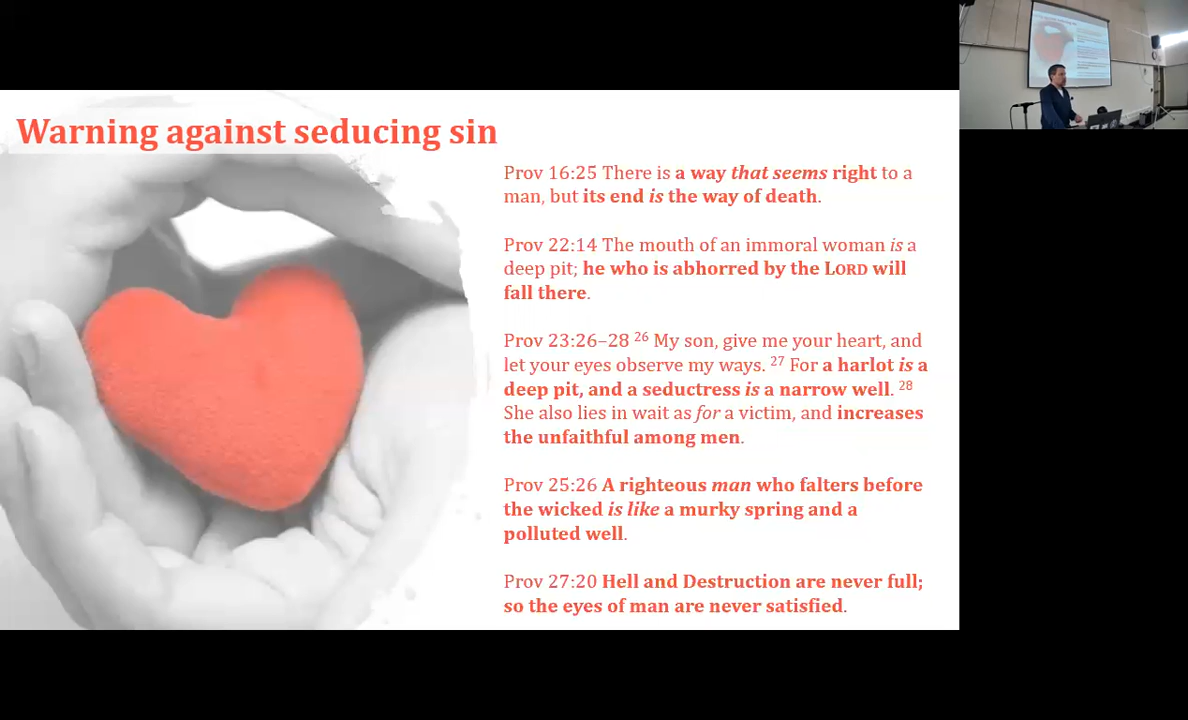 Warning against seducing sin
Prov 16:25 There is a way that seems right to a
man, but its end is the way of death.
Prov 22:14 The mouth of an immoral woman is a
deep pit; he who is abhorred by the LORD will
fall there.
Prov 23:26–28 26 My son, give me your heart, and
let your eyes observe my ways. 27 For a harlot is a
deep pit, and a seductress is a narrow well. 28
She also lies in wait as for a victim, and increases
the unfaithful among men.
Prov 25:26 A righteous man who falters before
the wicked is like a murky spring and a
polluted well.
Prov 27:20 Hell and Destruction are never full;
so the eyes of man are never satisfied.